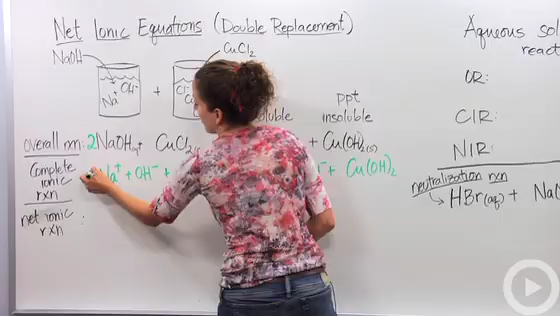 Net Ionic Equations (Double Replacement)
NaOH
CuCl2
Na+ OH-
+
Cl-
Cu
Aqueous sol
react
OR:
CIR:
NIR:
ppt
insoluble
overall rxn: 2NaOH(aq)+ CuCl2 + Cu(OH)2(s)
Complete
ionic
rxn
a+ + OH- + - + Cu(OH)2
net ionic :
rxn
neutralization rxn
→ HBr(aq) + Na